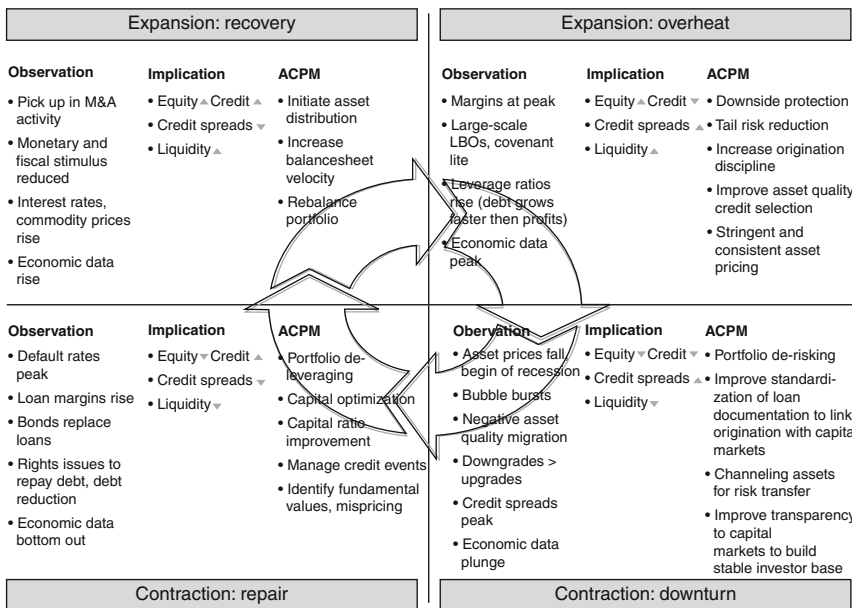 Expansion: recovery
Observation
• Pick up in M&A
activity
• Monetary and
fiscal stimulus
reduced
• Interest rates,
commodity prices
rise
• Economic data
rise
Implication
• Equity ▲ Credit ▲
• Credit spreads ▼
• Liquidity ▲
ACPM
• Initiate asset
distribution
• Increase
balancesheet
velocity
• Rebalance
portfolio
Expansion: overheat
Observation
• Margins at peak
• Large-scale
LBOs, covenant
lite
• Leverage ratios
rise (debt grows
faster then profits)
• Economic data
peak
Implication
• Equity ▲ Credit ▼
• Credit spreads ▲
• Liquidity ▲
ACPM
• Downside protection
• Tail risk reduction
• Increase origination
discipline
• Improve asset quality
credit selection
• Stringent and
consistent asset
pricing
Observation
• Default rates
peak
• Loan margins rise
• Bonds replace
loans
• Rights issues to
repay debt, debt
reduction
• Economic data
bottom out
Implication
• Equity ▼ Credit ▲
• Credit spreads ▼
• Liquidity ▼
ACPM
• Portfolio de-
leveraging
• Capital optimization
• Capital ratio
improvement
• Manage credit events
• Identify fundamental
values, mispricing
Contraction: repair
Obervation
• Asset prices fall,
begin of recession
• Bubble bursts
• Negative asset
quality migration
• Downgrades >
upgrades
• Credit spreads
peak
• Economic data
plunge
Implication
• Equity ▼ Credit ▼
• Credit spreads ▲
• Liquidity ▼
ACPM
• Portfolio de-risking
• Improve standardi-
zation of loan
documentation to link
origination with capital
markets
• Channeling assets
for risk transfer
• Improve transparency
to capital
markets to build
stable investor base
Contraction: downturn